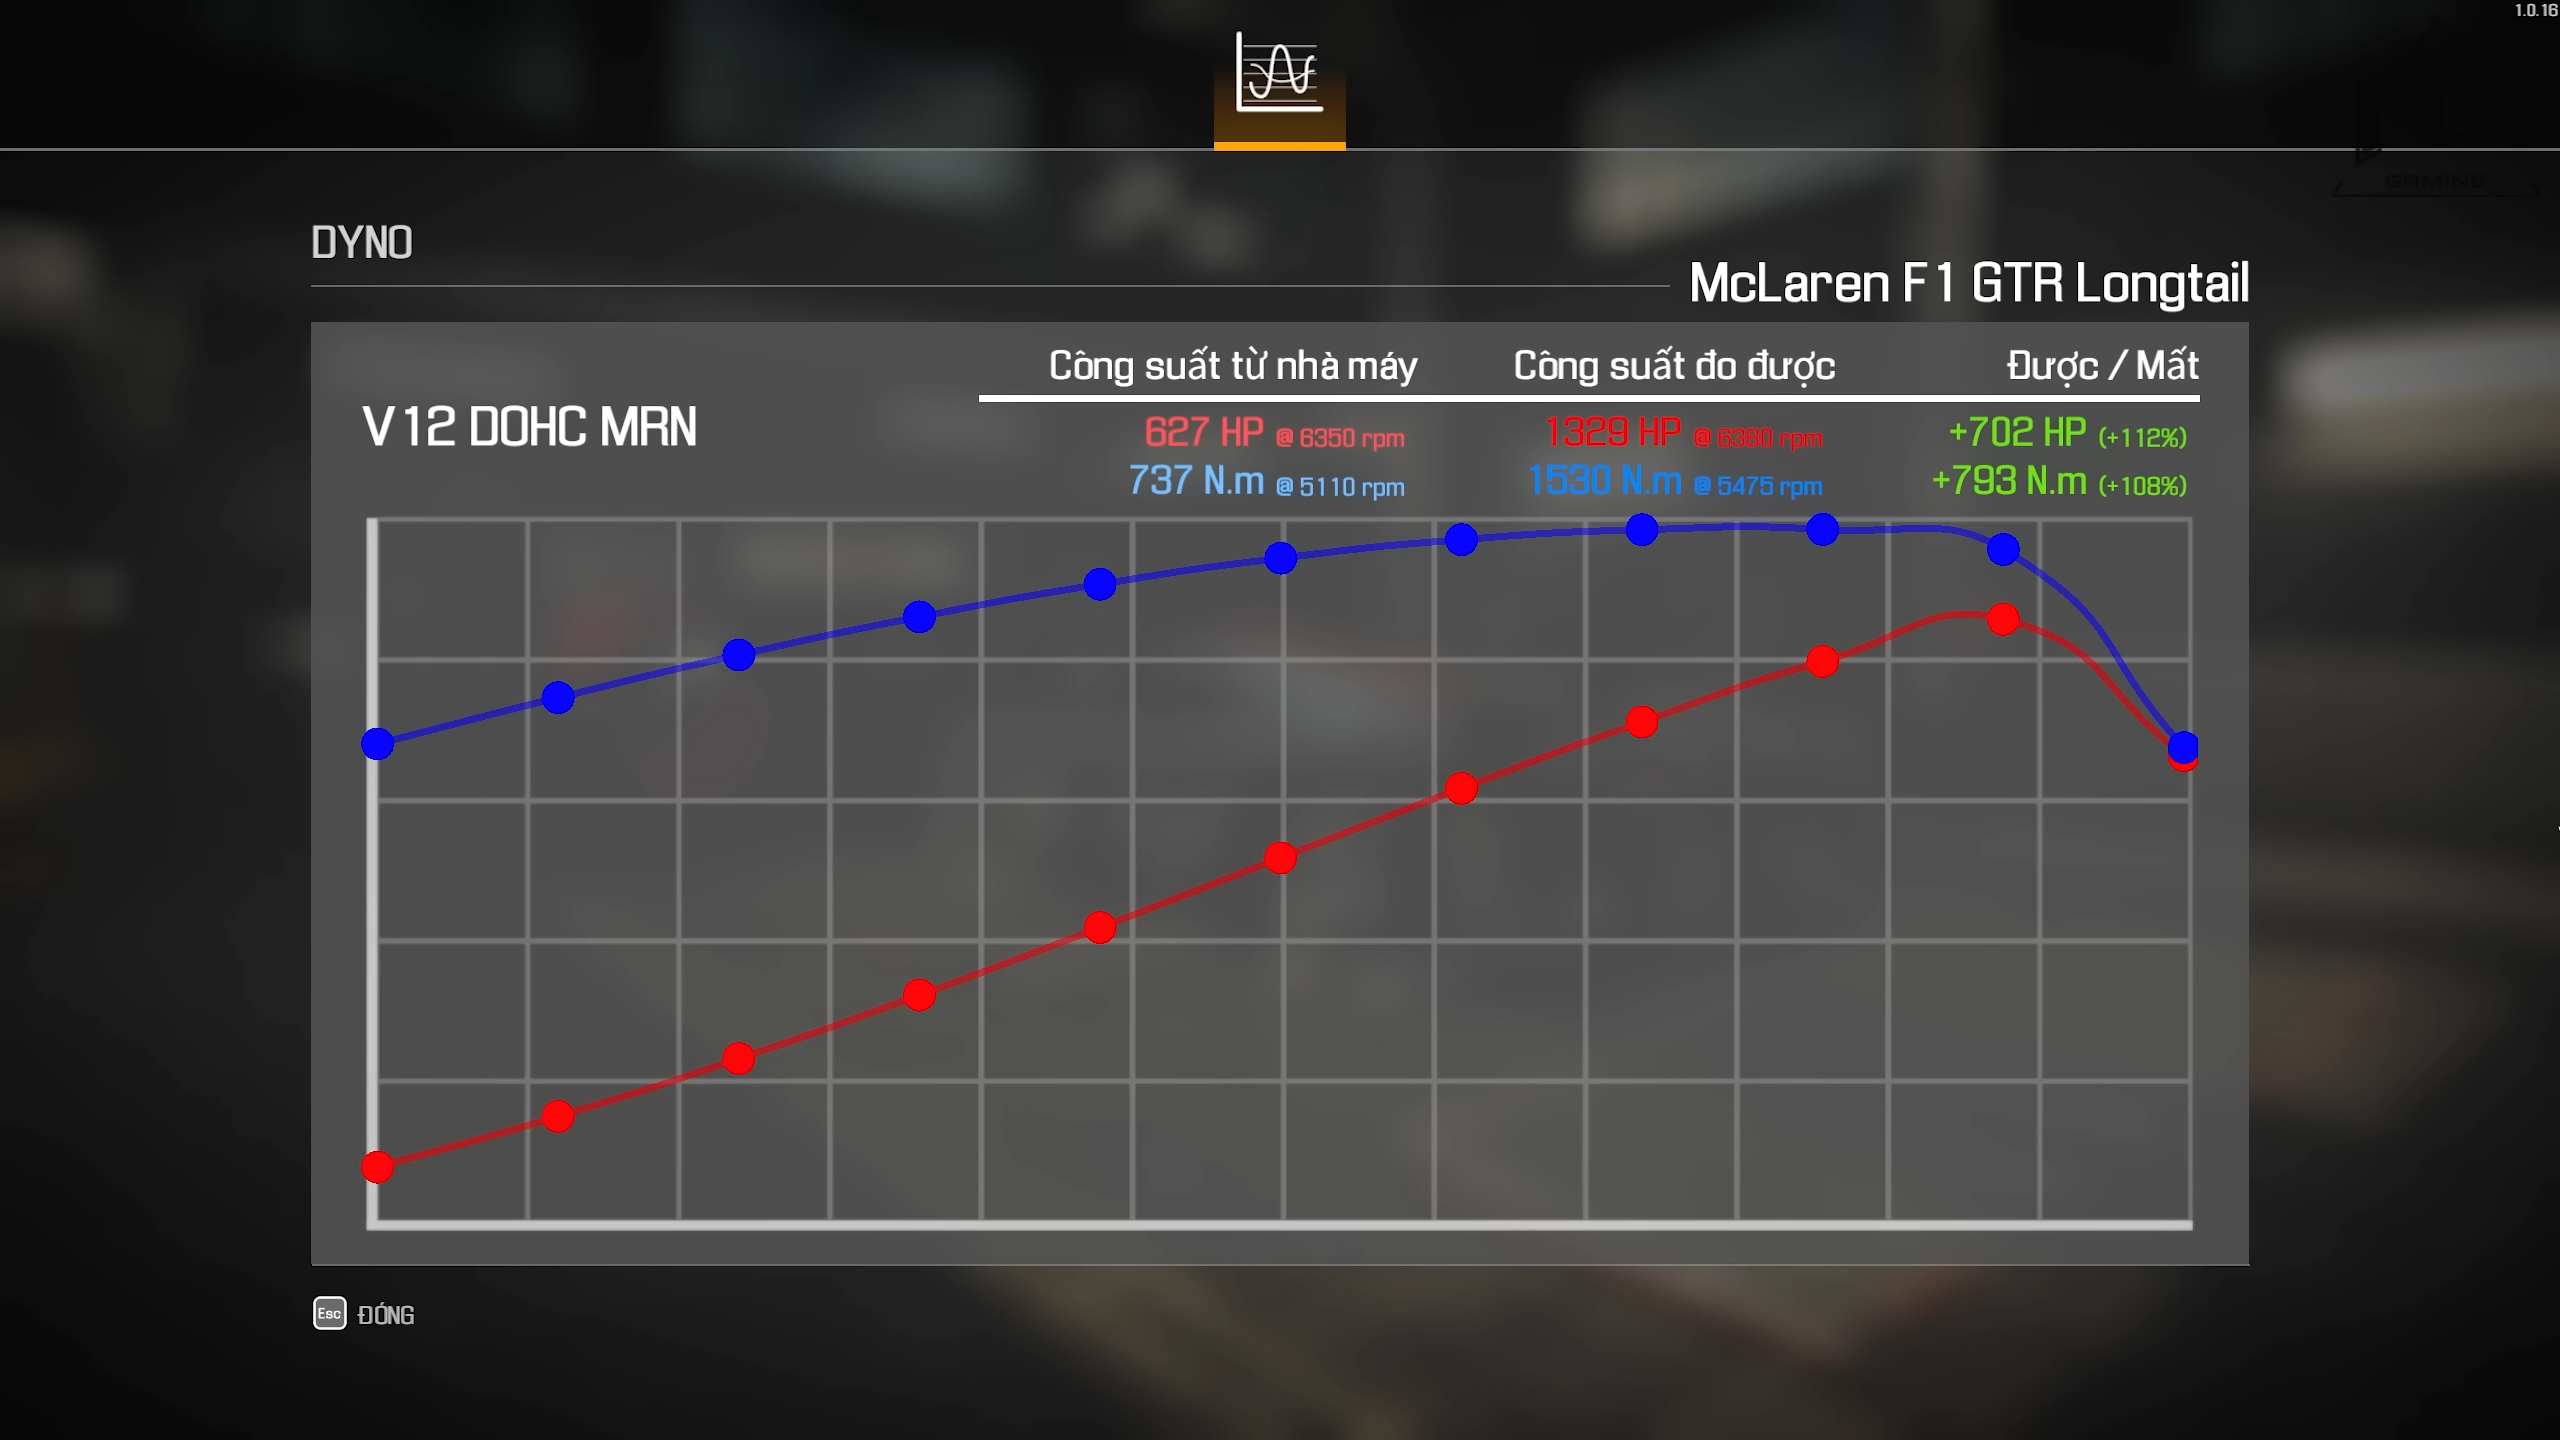 1.0.16
GAMING
DYNO
McLaren F1 GTR Longtail
Công suất từ nhà máy Công suất đo được Được / Mất
V12 DOHC MRN
627 HP @ 6350 rpm 1329 HP @ 6380 rpm +702 HP (+112%)
737 N.m @ 5110 rpm 1530 N.m @ 5475 rpm +793 N.m (+108%)
Esc ĐÓNG